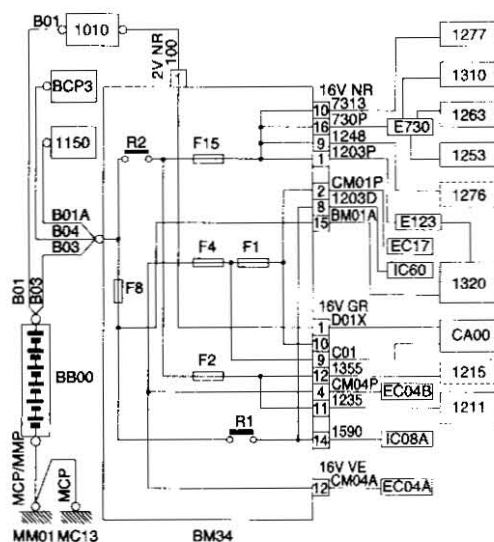 B01
1010
2V NR
100
1
BCP3
1150
B01A
B04
B03
B01
B03
BB00
MCP/MMP
MCP
MM01
MC13
BM34
R2
F15
F8
F4
F1
F2
R1
16V NR
10 7313
16 730P
9 1248
1 1203P
2 CM01P
8 1203D
15 BM01A
16V GR
1 D01X
10
9 C01
12 1355
4 CM04P
11 1235
14 1590
16V VE
12 CM04A
E730
E123
EC17
IC60
EC04B
IC08A
EC04A
1277
1310
1263
1253
1276
1320
CA00
1215
1211